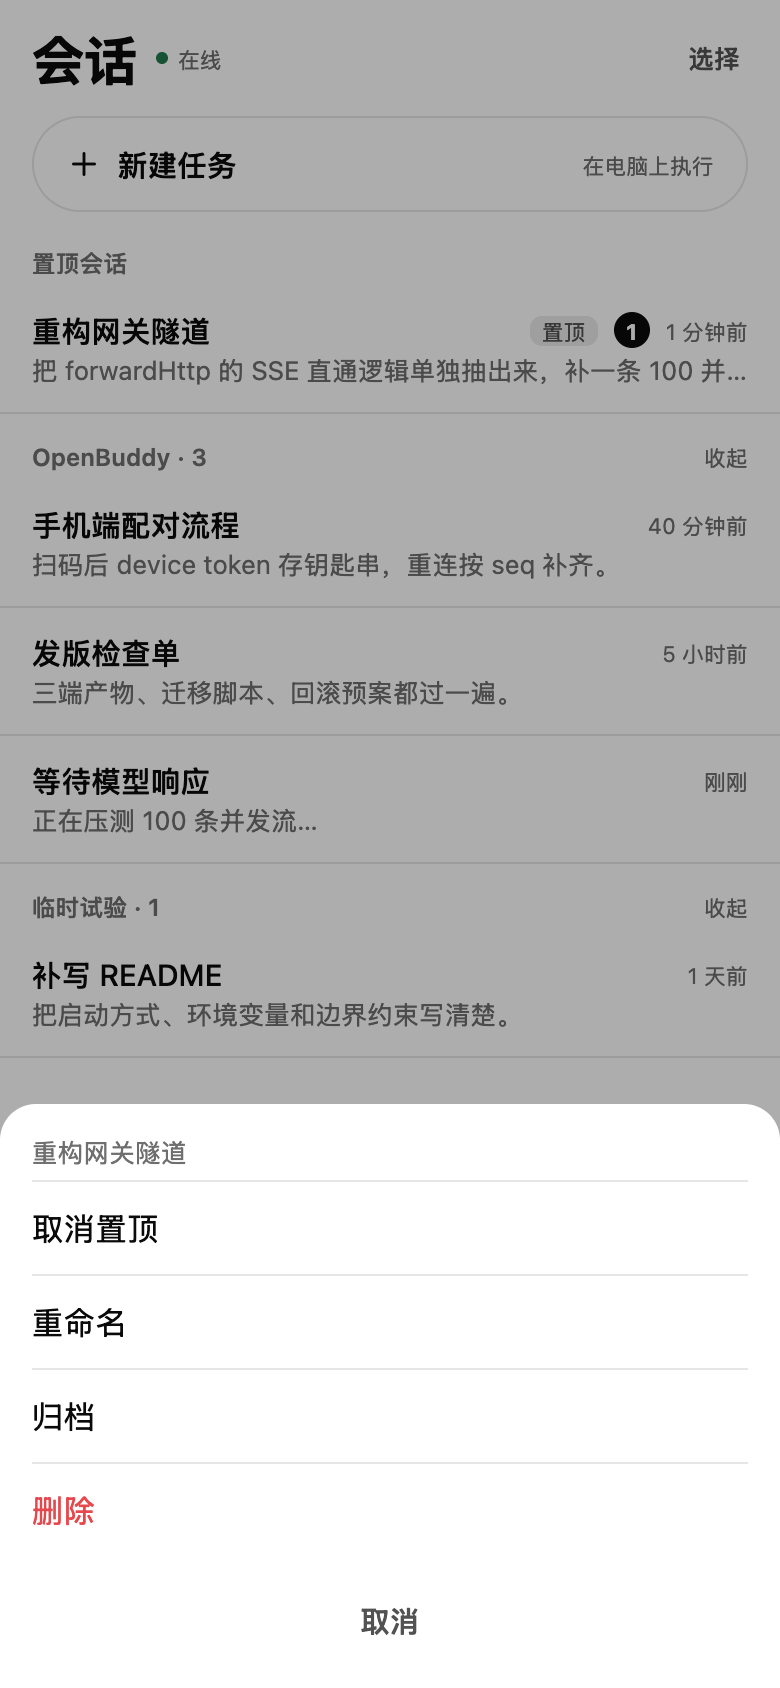 会话 在线 选择
新建任务 在电脑上执行
置顶会话
重构网关隧道 置顶 1 1 分钟前
把 forwardHttp 的 SSE 直通逻辑单独抽出来，补一条 100 并...
OpenBuddy · 3 收起
手机端配对流程 40 分钟前
扫码后 device token 存钥匙串，重连按 seq 补齐。
发版检查单 5 小时前
三端产物、迁移脚本、回滚预案都过一遍。
等待模型响应 刚刚
正在压测 100 条并发流...
临时试验 · 1 收起
补写 README 1 天前
把启动方式、环境变量和边界约束写清楚。
重构网关隧道
取消置顶
重命名
归档
删除
取消